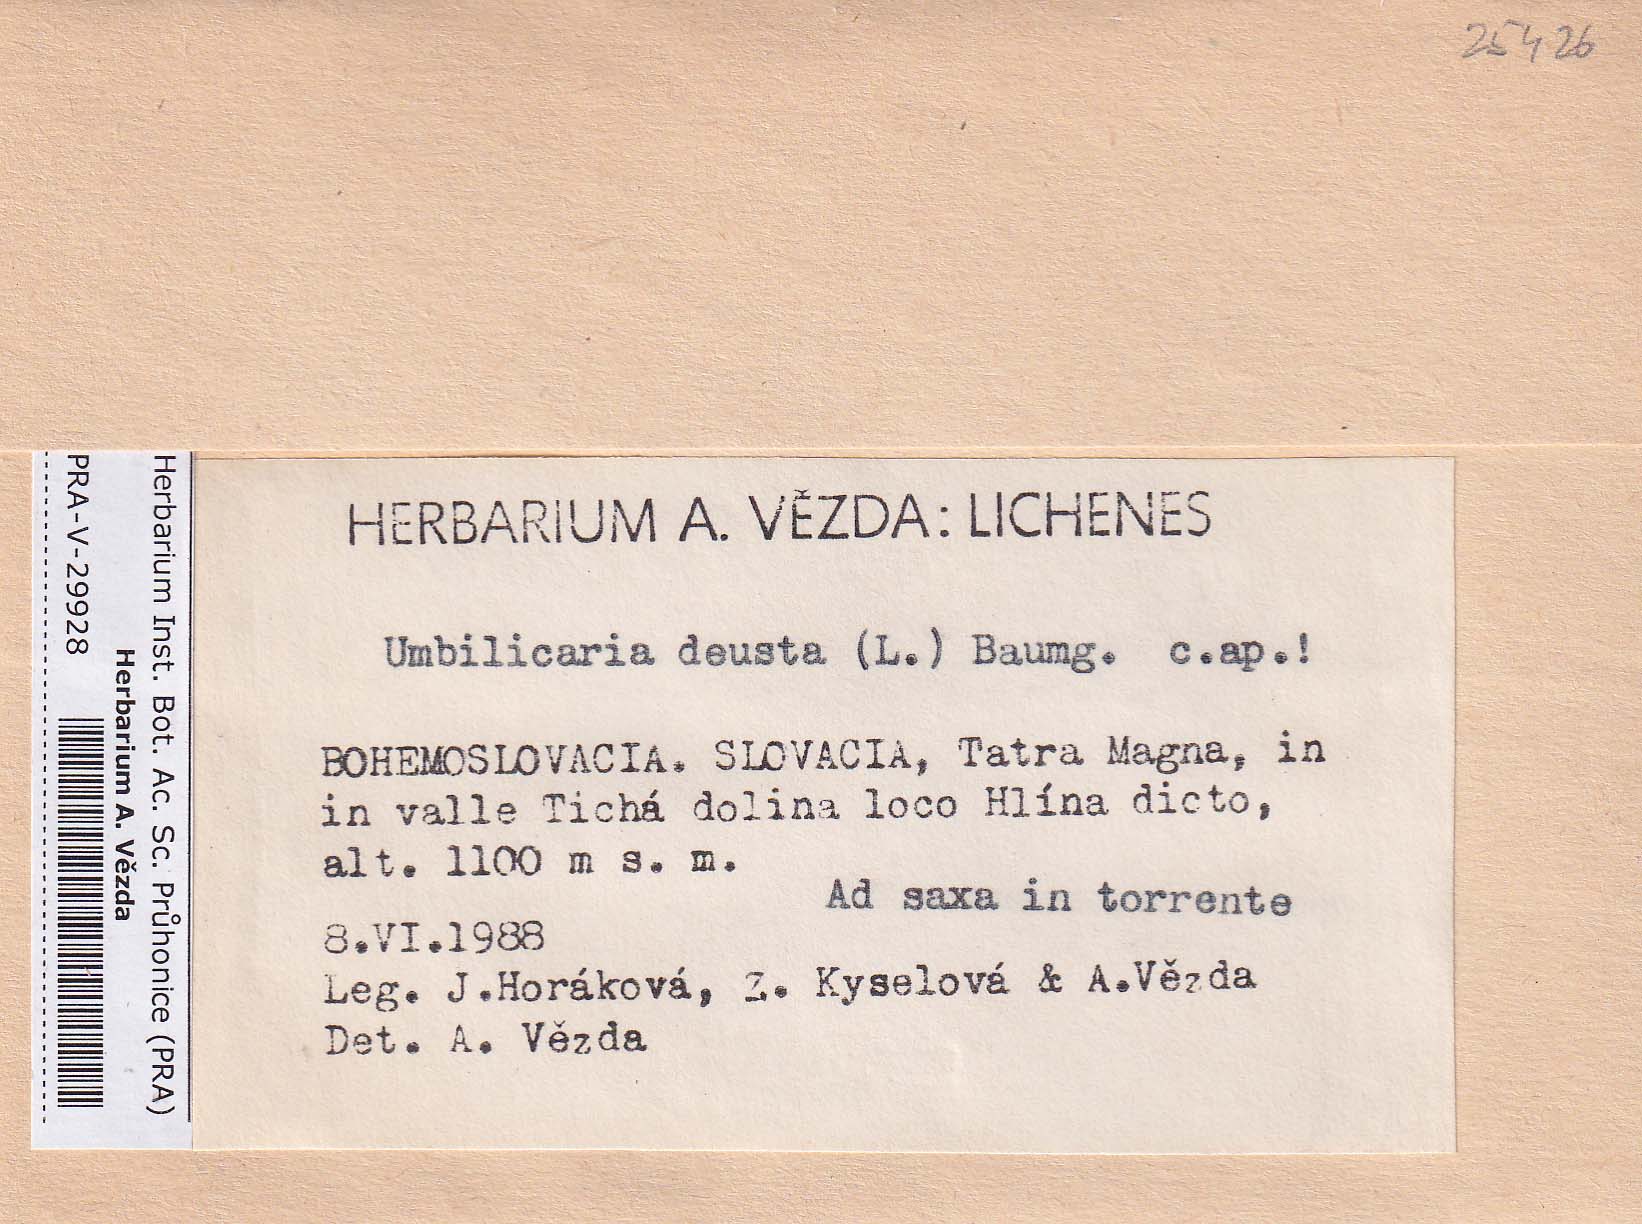 25426
HERBARIUM A. VĚZDA: LICHENES
Umbilicaria deusta (L.) Baumg. c.ap.!
BOHEMOSLOVACIA. SLOVACIA, Tatra Magna, in
in valle Tichá dolina loco Hlína dicto,
alt. 1100 m s. m.
Ad saxa in torrente
8.VI.1988
Leg. J.Horáková, Z. Kyselová & A.Vězda
Det. A. Vězda
Herbarium Inst. Bot. Ac. Sc. Průhonice (PRA)
Herbarium A. Vězda
PRA-V-29928